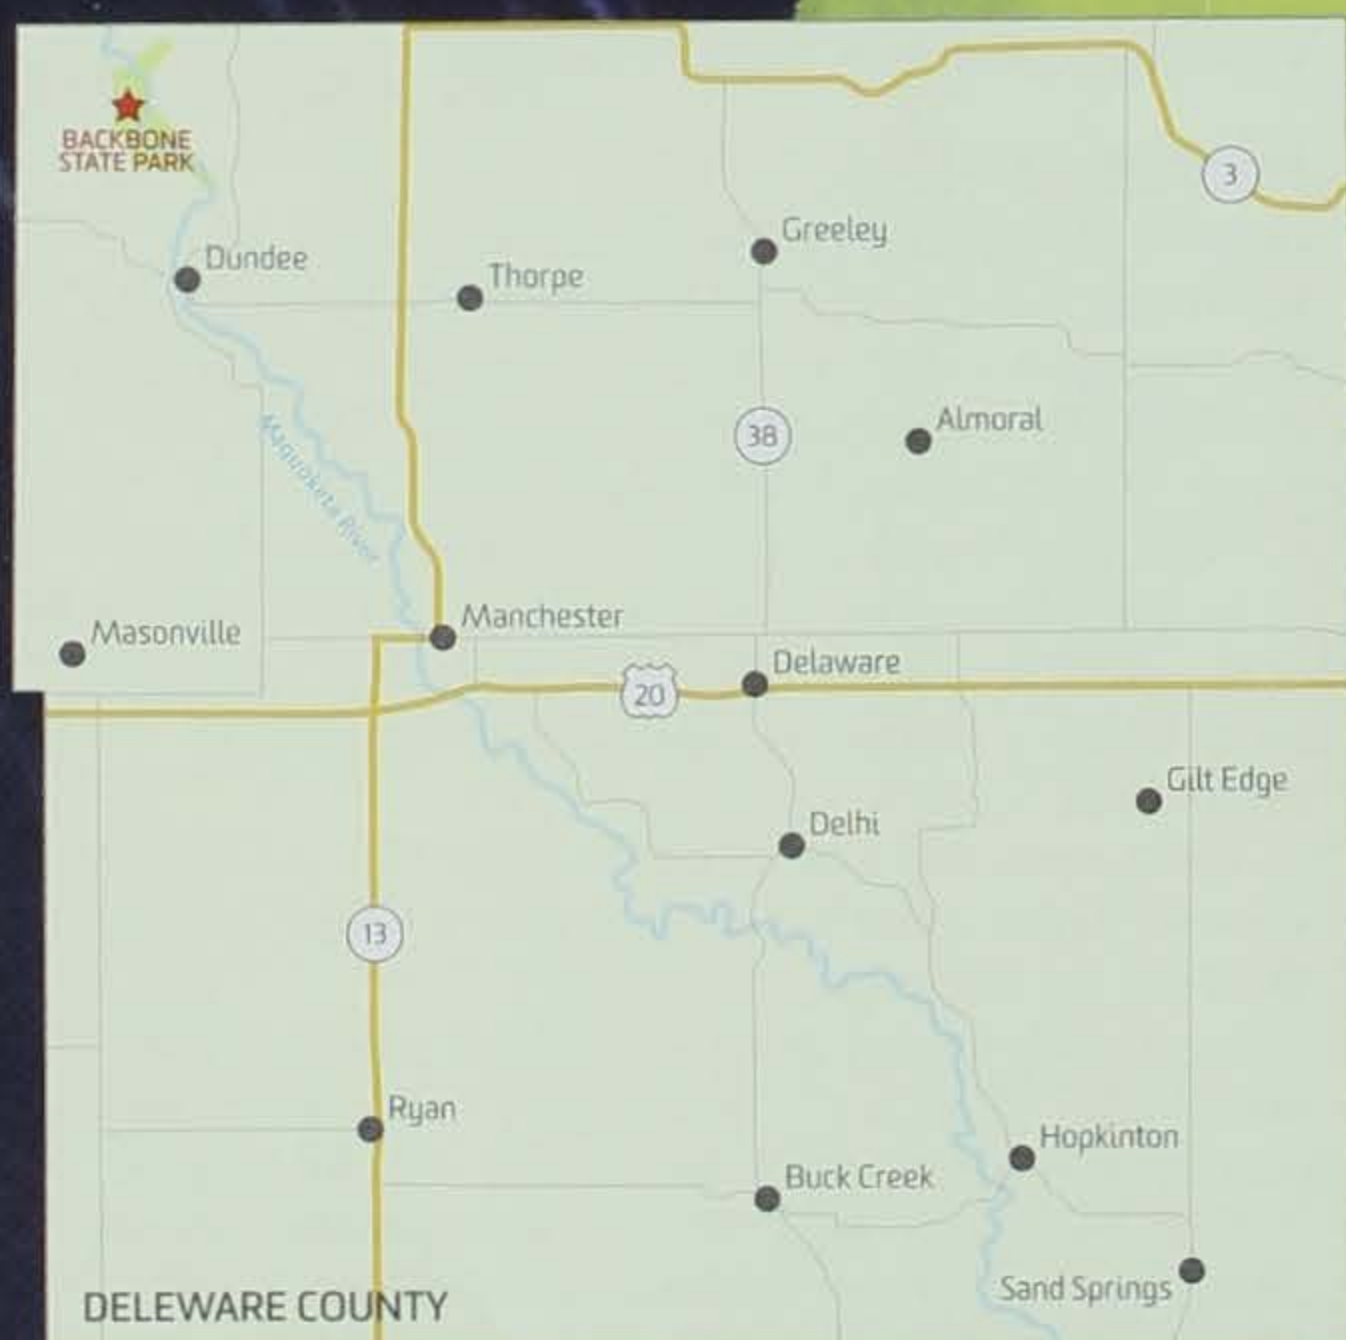 BACKBONE
STATE PARK
3
Greeley
Dundee
Thorpe
Almoral
38
Maquoketa River
Manchester
Masonville
Delaware
20
Gilt Edge
Delhi
13
Ryan
Hopkinton
Buck Creek
Sand Springs
DELEWARE COUNTY